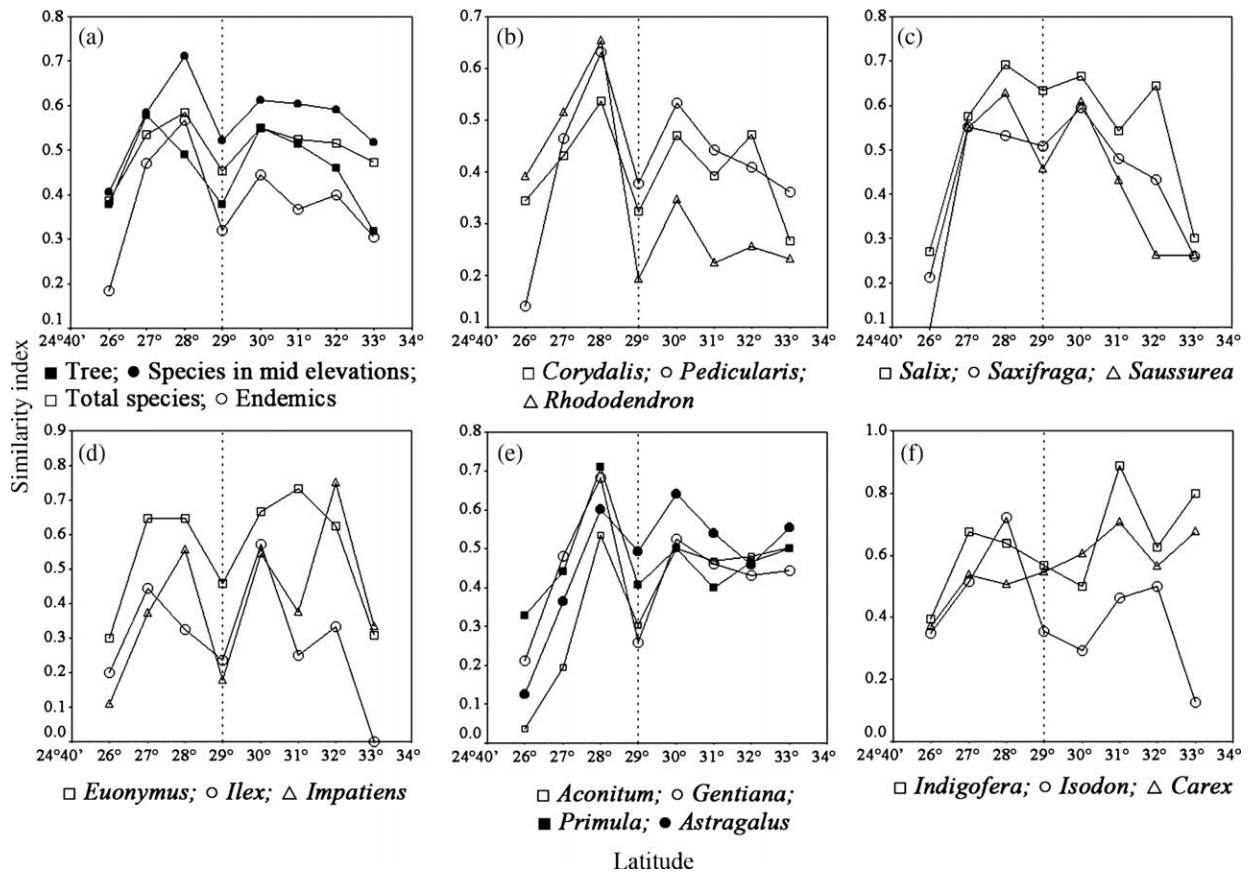 (a)
0.8
0.7
0.6
0.5
0.4
0.3
0.2
0.1
24°40' 26° 27° 28° 29° 30° 31° 32° 33° 34°
■ Tree; ● Species in mid elevations;
□ Total species; ○ Endemics
(b)
0.7
0.6
0.5
0.4
0.3
0.2
0.1
24°40' 26° 27° 28° 29° 30° 31° 32° 33° 34°
□ Corydalis; ○ Pedicularis;
△ Rhododendron
(c)
0.8
0.7
0.6
0.5
0.4
0.3
0.2
0.1
24°40' 26° 27° 28° 29° 30° 31° 32° 33° 34°
□ Salix; ○ Saxifraga; △ Saussurea
Similarity index
(d)
0.9
0.8
0.7
0.6
0.5
0.4
0.3
0.2
0.1
0.0
24°40' 26° 27° 28° 29° 30° 31° 32° 33° 34°
□ Euonymus; ○ Ilex; △ Impatiens
(e)
0.8
0.7
0.6
0.5
0.4
0.3
0.2
0.1
0.0
24°40' 26° 27° 28° 29° 30° 31° 32° 33° 34°
□ Aconitum; ○ Gentiana;
■ Primula; ● Astragalus
(f)
1.0
0.8
0.6
0.4
0.2
0.0
24°40' 26° 27° 28° 29° 30° 31° 32° 33° 34°
□ Indigofera; ○ Isodon; △ Carex
Latitude